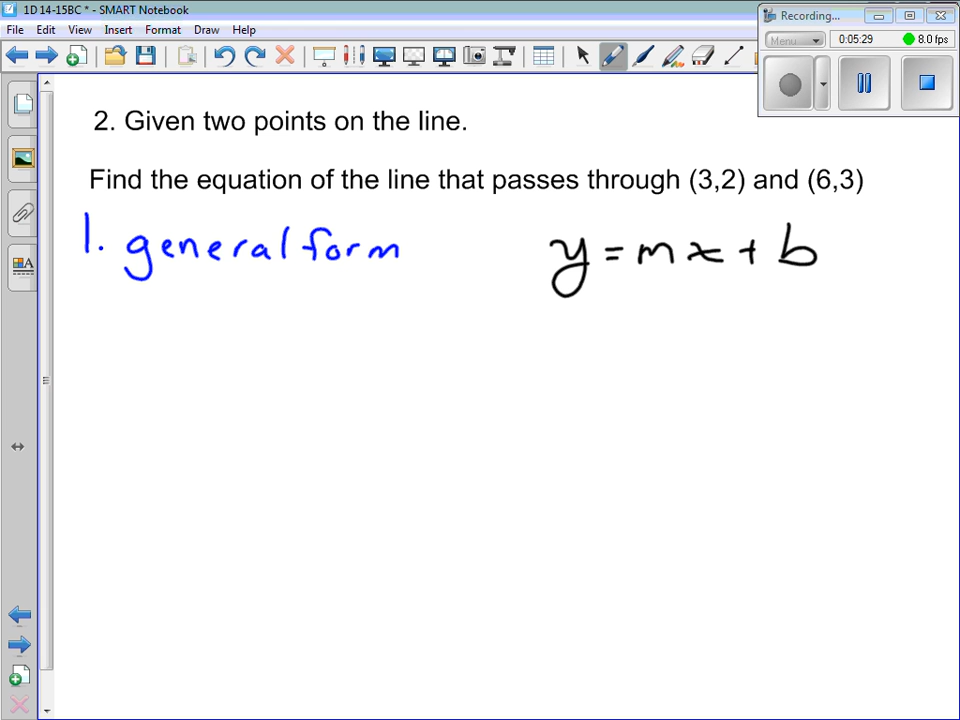 1D 14-15BC * - SMART Notebook
File Edit View Insert Format Draw Help
Recording...
Menu 0:05:29 8.0 fps
2. Given two points on the line.
Find the equation of the line that passes through (3,2) and (6,3)
1. general form y = mx + b